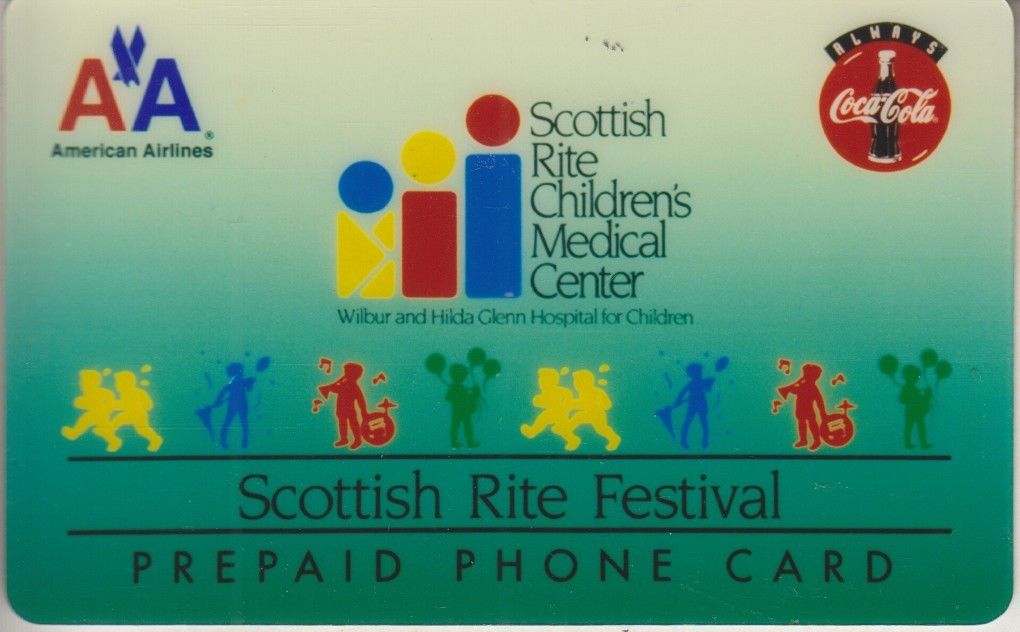 AA
American Airlines®
ALWAYS
Coca-Cola
Scottish
Rite
Children's
Medical
Center
Wilbur and Hilda Glenn Hospital for Children
Scottish Rite Festival
PREPAID PHONE CARD